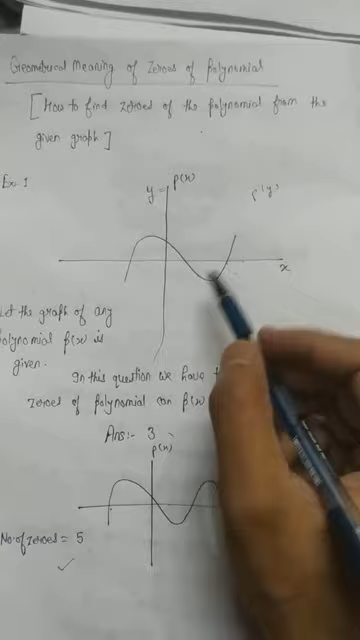 Geometrical Meaning of Zeroes of Polynomial
[How to find zeroes of the polynomial from the
given graph]
Ex. 1
y = p(x)
p(y)
x
Let the graph of any
polynomial p(x) is
given.
In this question we have
zeroes of polynomial can p(x)
Ans:- 3
p(x)
No. of zeroes = 5